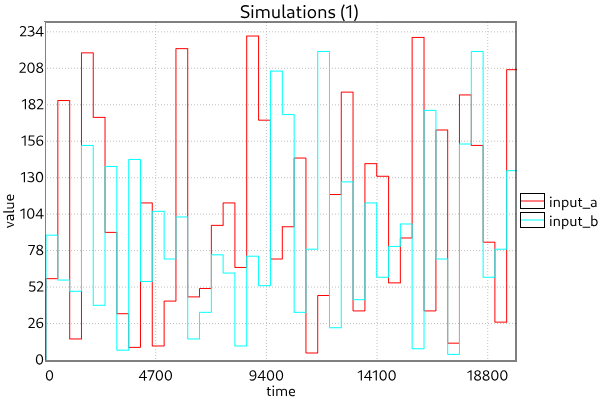 Simulations (1)
234
208
182
156
130
104
78
52
26
0
value
0 4700 9400 14100 18800
time
input_a
input_b